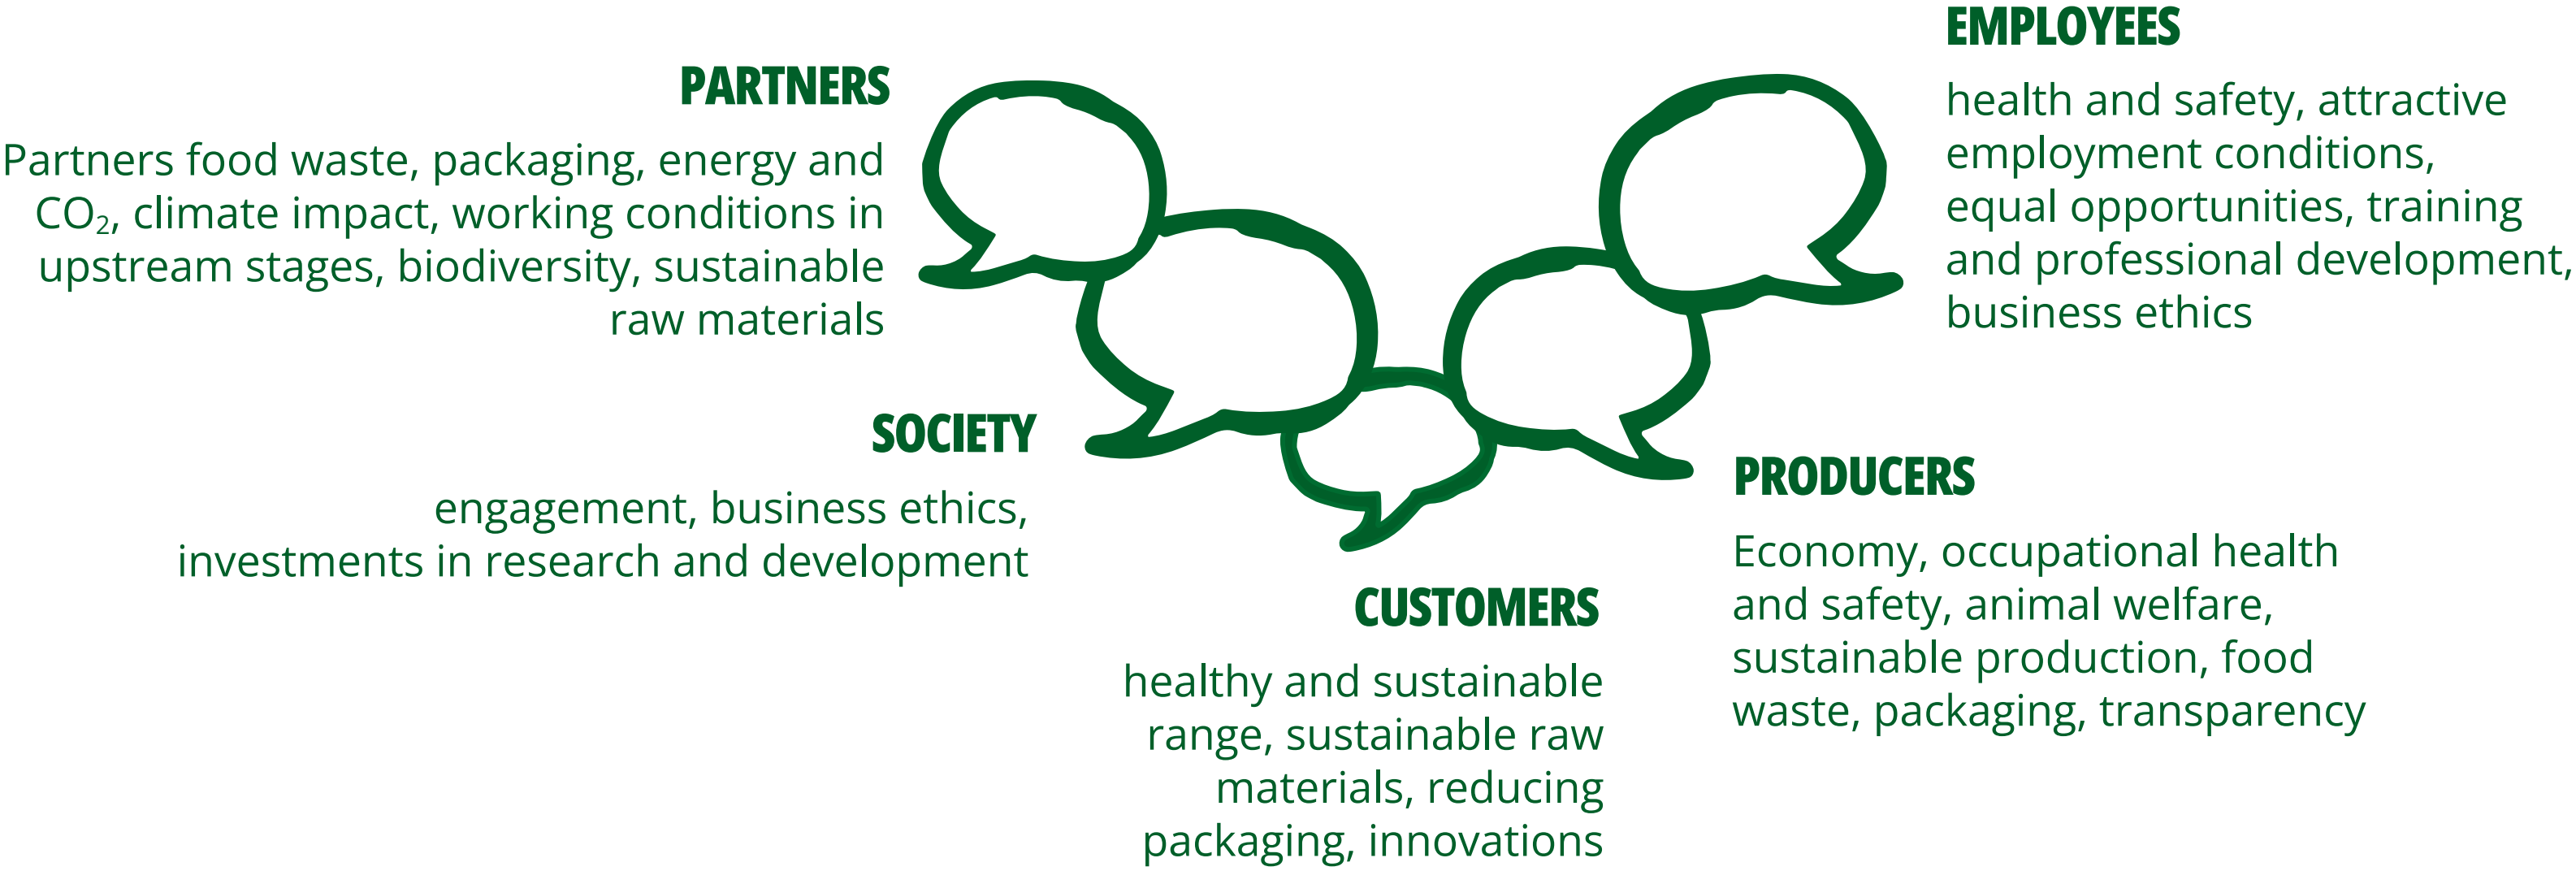 PARTNERS
Partners food waste, packaging, energy and
CO₂, climate impact, working conditions in
upstream stages, biodiversity, sustainable
raw materials
SOCIETY
engagement, business ethics,
investments in research and development
CUSTOMERS
healthy and sustainable
range, sustainable raw
materials, reducing
packaging, innovations
PRODUCERS
Economy, occupational health
and safety, animal welfare,
sustainable production, food
waste, packaging, transparency
EMPLOYEES
health and safety, attractive
employment conditions,
equal opportunities, training
and professional development,
business ethics